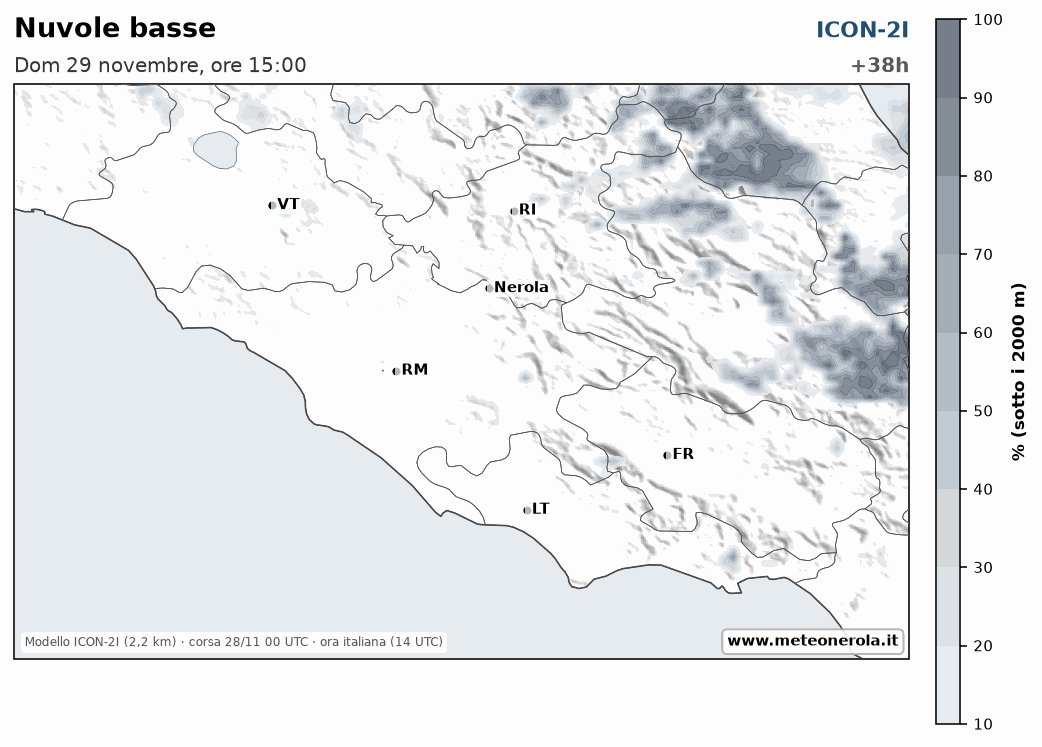 Nuvole basse
ICON-2I
Dom 29 novembre, ore 15:00
+38h
VT
RI
Nerola
RM
FR
LT
Modello ICON-2I (2,2 km) · corsa 28/11 00 UTC · ora italiana (14 UTC)
www.meteonerola.it
100
90
80
70
60
50
40
30
20
10
% (sotto i 2000 m)